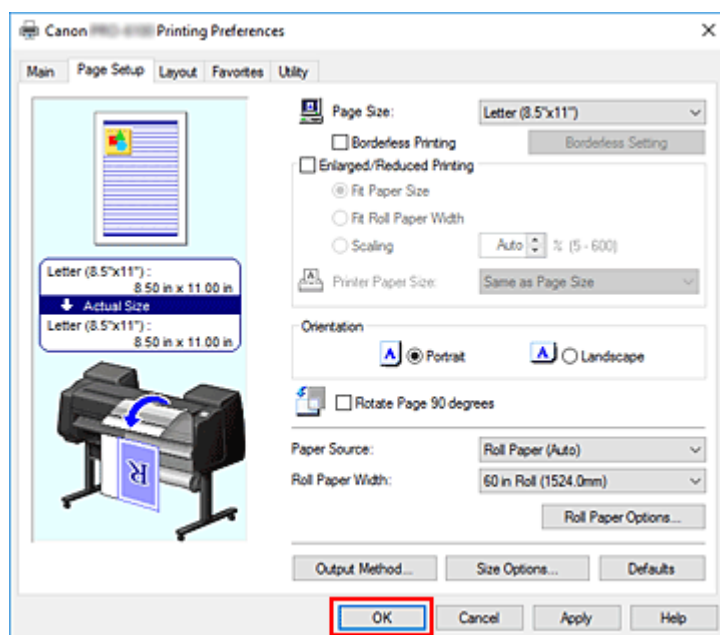 Canon Printing Preferences
Main Page Setup Layout Favorites Utility
Page Size: Letter (8.5"x11")
Borderless Printing Borderless Setting
Enlarged/Reduced Printing
Fit Paper Size
Fit Roll Paper Width
Scaling Auto % (5 - 600)
Printer Paper Size: Same as Page Size
Letter (8.5"x11") :
8.50 in x 11.00 in
Actual Size
Letter (8.5"x11") :
8.50 in x 11.00 in
Orientation
A Portrait A Landscape
Rotate Page 90 degrees
Paper Source: Roll Paper (Auto)
Roll Paper Width: 60 in Roll (1524.0mm)
R
Roll Paper Options...
Output Method... Size Options... Defaults
OK Cancel Apply Help